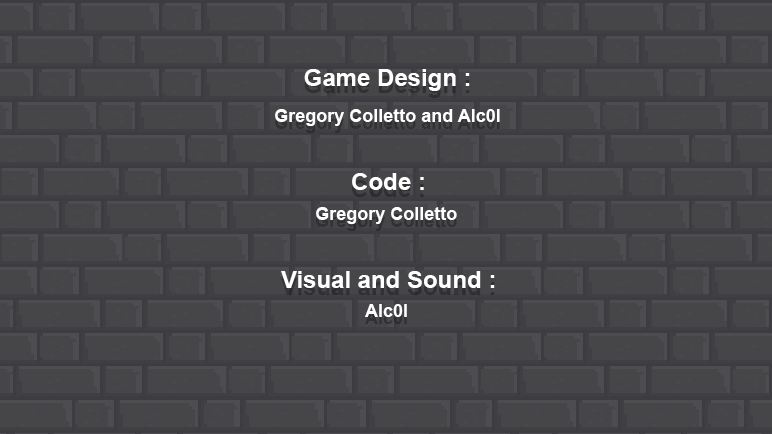 Game Design :
Gregory Colletto and Alc0l
Code :
Gregory Colletto
Visual and Sound :
Alc0l